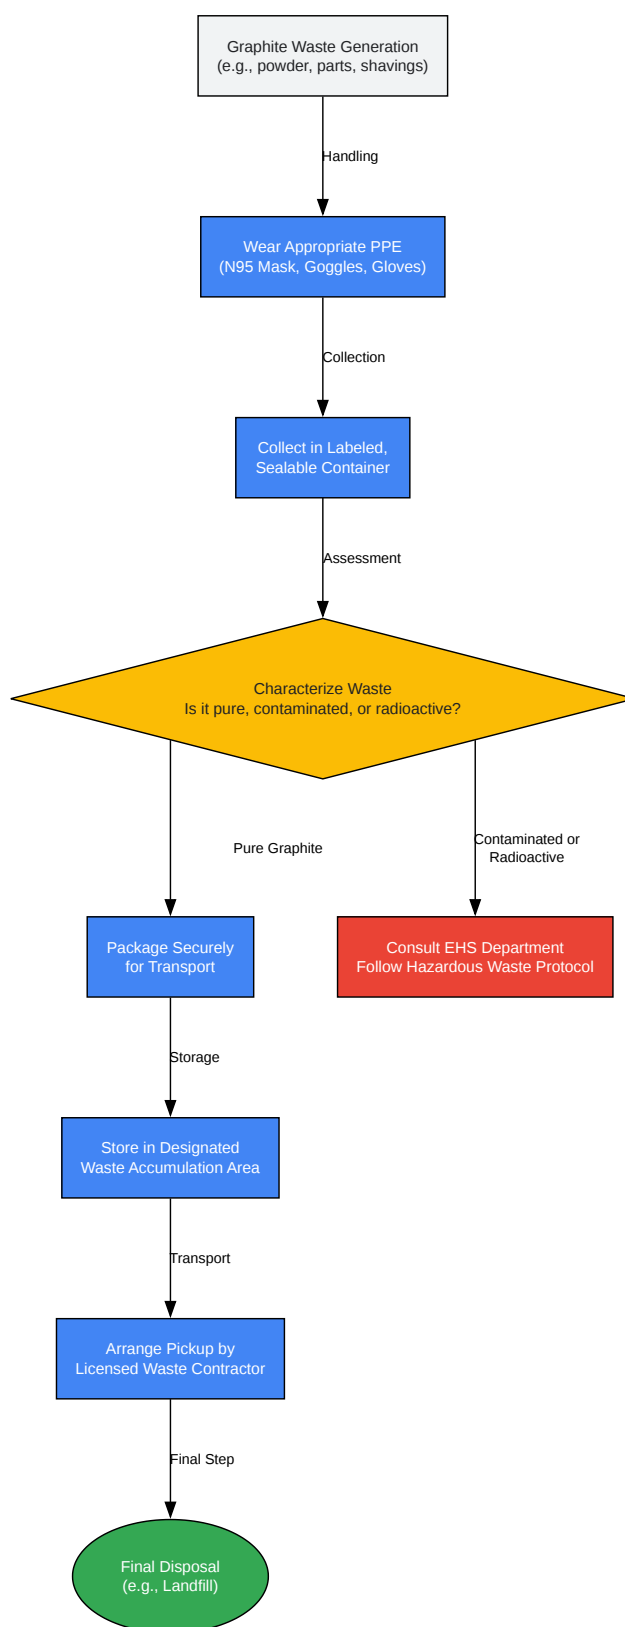 Graphite Waste Generation
(e.g., powder, parts, shavings)
Handling
Wear Appropriate PPE
(N95 Mask, Goggles, Gloves)
Collection
Collect in Labeled,
Sealable Container
Assessment
Characterize Waste
Is it pure, contaminated, or radioactive?
Pure Graphite
Contaminated or
Radioactive
Package Securely
for Transport
Consult EHS Department
Follow Hazardous Waste Protocol
Storage
Store in Designated
Waste Accumulation Area
Transport
Arrange Pickup by
Licensed Waste Contractor
Final Step
Final Disposal
(e.g., Landfill)